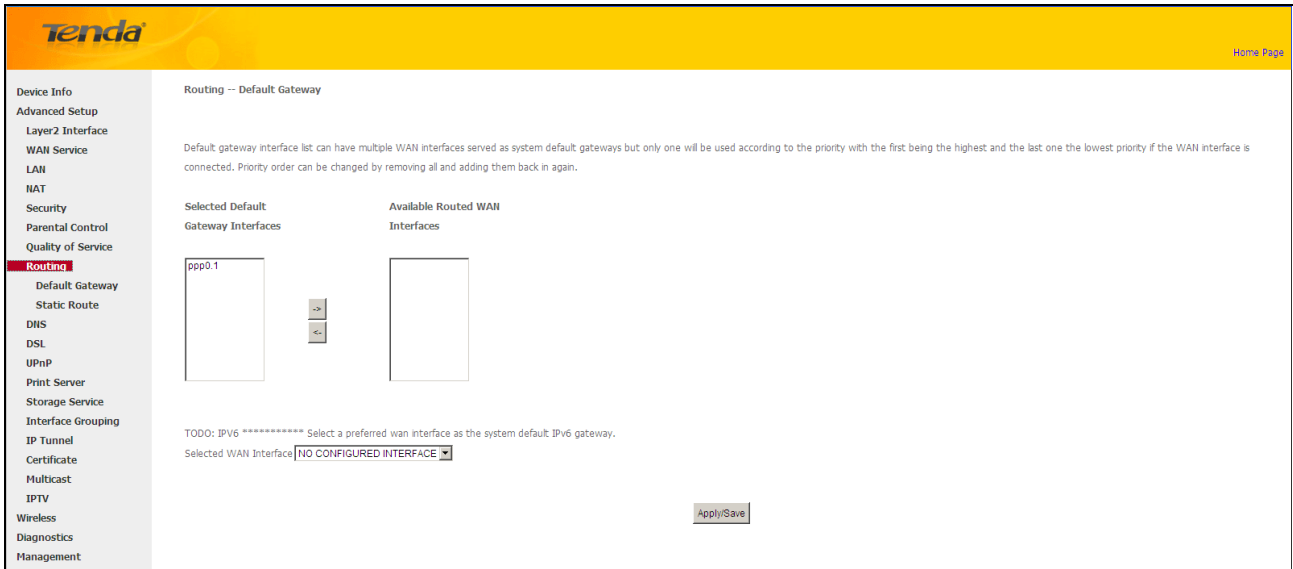 Tenda
Home Page
Device Info
Advanced Setup
Layer2 Interface
WAN Service
LAN
NAT
Security
Parental Control
Quality of Service
Routing
Default Gateway
Static Route
DNS
DSL
UPnP
Print Server
Storage Service
Interface Grouping
IP Tunnel
Certificate
Multicast
IPTV
Wireless
Diagnostics
Management
Routing -- Default Gateway
Default gateway interface list can have multiple WAN interfaces served as system default gateways but only one will be used according to the priority with the first being the highest and the last one the lowest priority if the WAN interface is
connected. Priority order can be changed by removing all and adding them back in again.
Selected Default
Gateway Interfaces
Available Routed WAN
Interfaces
ppp0.1
->
<-
TODO: IPV6 *********** Select a preferred wan interface as the system default IPv6 gateway.
Selected WAN Interface NO CONFIGURED INTERFACE
Apply/Save